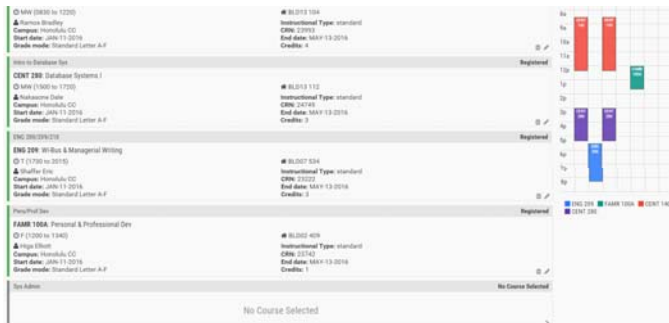 MW (0830 to 1220)
BLD13 104
Ramos Bradley
Instructional Type: standard
Campus: Honolulu CC
CRN: 23993
Start date: JAN-11-2016
End date: MAY-13-2016
Grade mode: Standard Letter A-F
Credits: 4
Intro to Database Sys
Registered
CENT 280: Database Systems I
MW (1500 to 1720)
BLD13 112
Nakasone Dale
Instructional Type: standard
Campus: Honolulu CC
CRN: 24749
Start date: JAN-11-2016
End date: MAY-13-2016
Grade mode: Standard Letter A-F
Credits: 3
ENG 200/209/210
Registered
ENG 209: WI-Bus & Managerial Writing
T (1730 to 2015)
BLD07 534
Shaffer Eric
Instructional Type: standard
Campus: Honolulu CC
CRN: 23222
Start date: JAN-11-2016
End date: MAY-13-2016
Grade mode: Standard Letter A-F
Credits: 3
Pers/Prof Dev
Registered
FAMR 100A: Personal & Professional Dev
F (1200 to 1340)
BLD02 409
Higa Elliott
Instructional Type: standard
Campus: Honolulu CC
CRN: 23742
Start date: JAN-11-2016
End date: MAY-13-2016
Grade mode: Standard Letter A-F
Credits: 1
Sys Admin
No Course Selected
No Course Selected
8a
9a
10a
11a
12p
1p
2p
3p
4p
5p
6p
7p
8p
ENG 209 FAMR 100A CENT 140
CENT 280